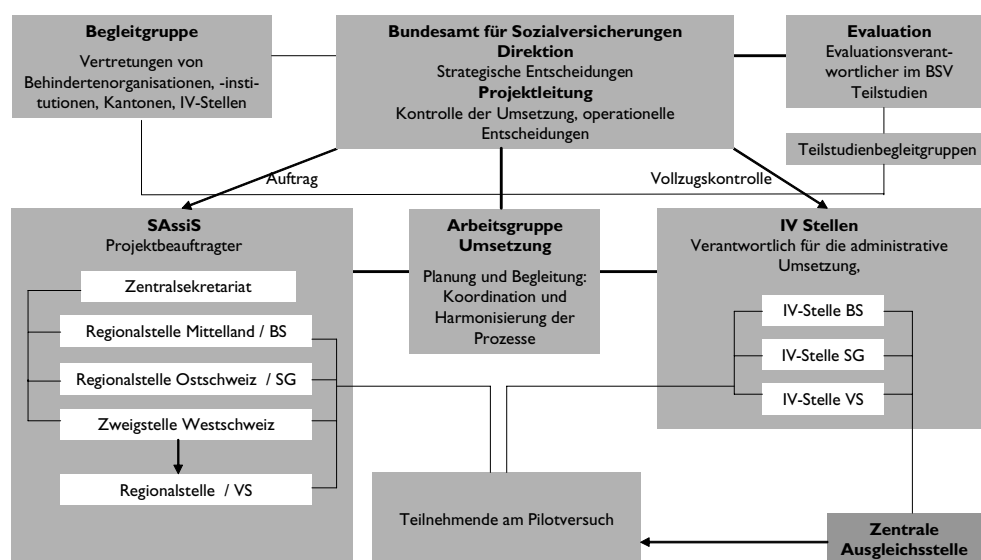 Begleitgruppe
Vertretungen von
Behindertenorganisationen, -insti-
tutionen, Kantonen, IV-Stellen
Bundesamt für Sozialversicherungen
Direktion
Strategische Entscheidungen
Projektleitung
Kontrolle der Umsetzung, operationelle
Entscheidungen
Evaluation
Evaluationsverant-
wortlicher im BSV
Teilstudien
Teilstudienbegleitgruppen
Auftrag
Vollzugskontrolle
SAssiS
Projektbeauftragter
Zentralsekretariat
Regionalstelle Mittelland / BS
Regionalstelle Ostschweiz / SG
Zweigstelle Westschweiz
Regionalstelle / VS
Arbeitsgruppe
Umsetzung
Planung und Begleitung:
Koordination und
Harmonisierung der
Prozesse
IV Stellen
Verantwortlich für die administrative
Umsetzung,
IV-Stelle BS
IV-Stelle SG
IV-Stelle VS
Teilnehmende am Pilotversuch
Zentrale
Ausgleichsstelle